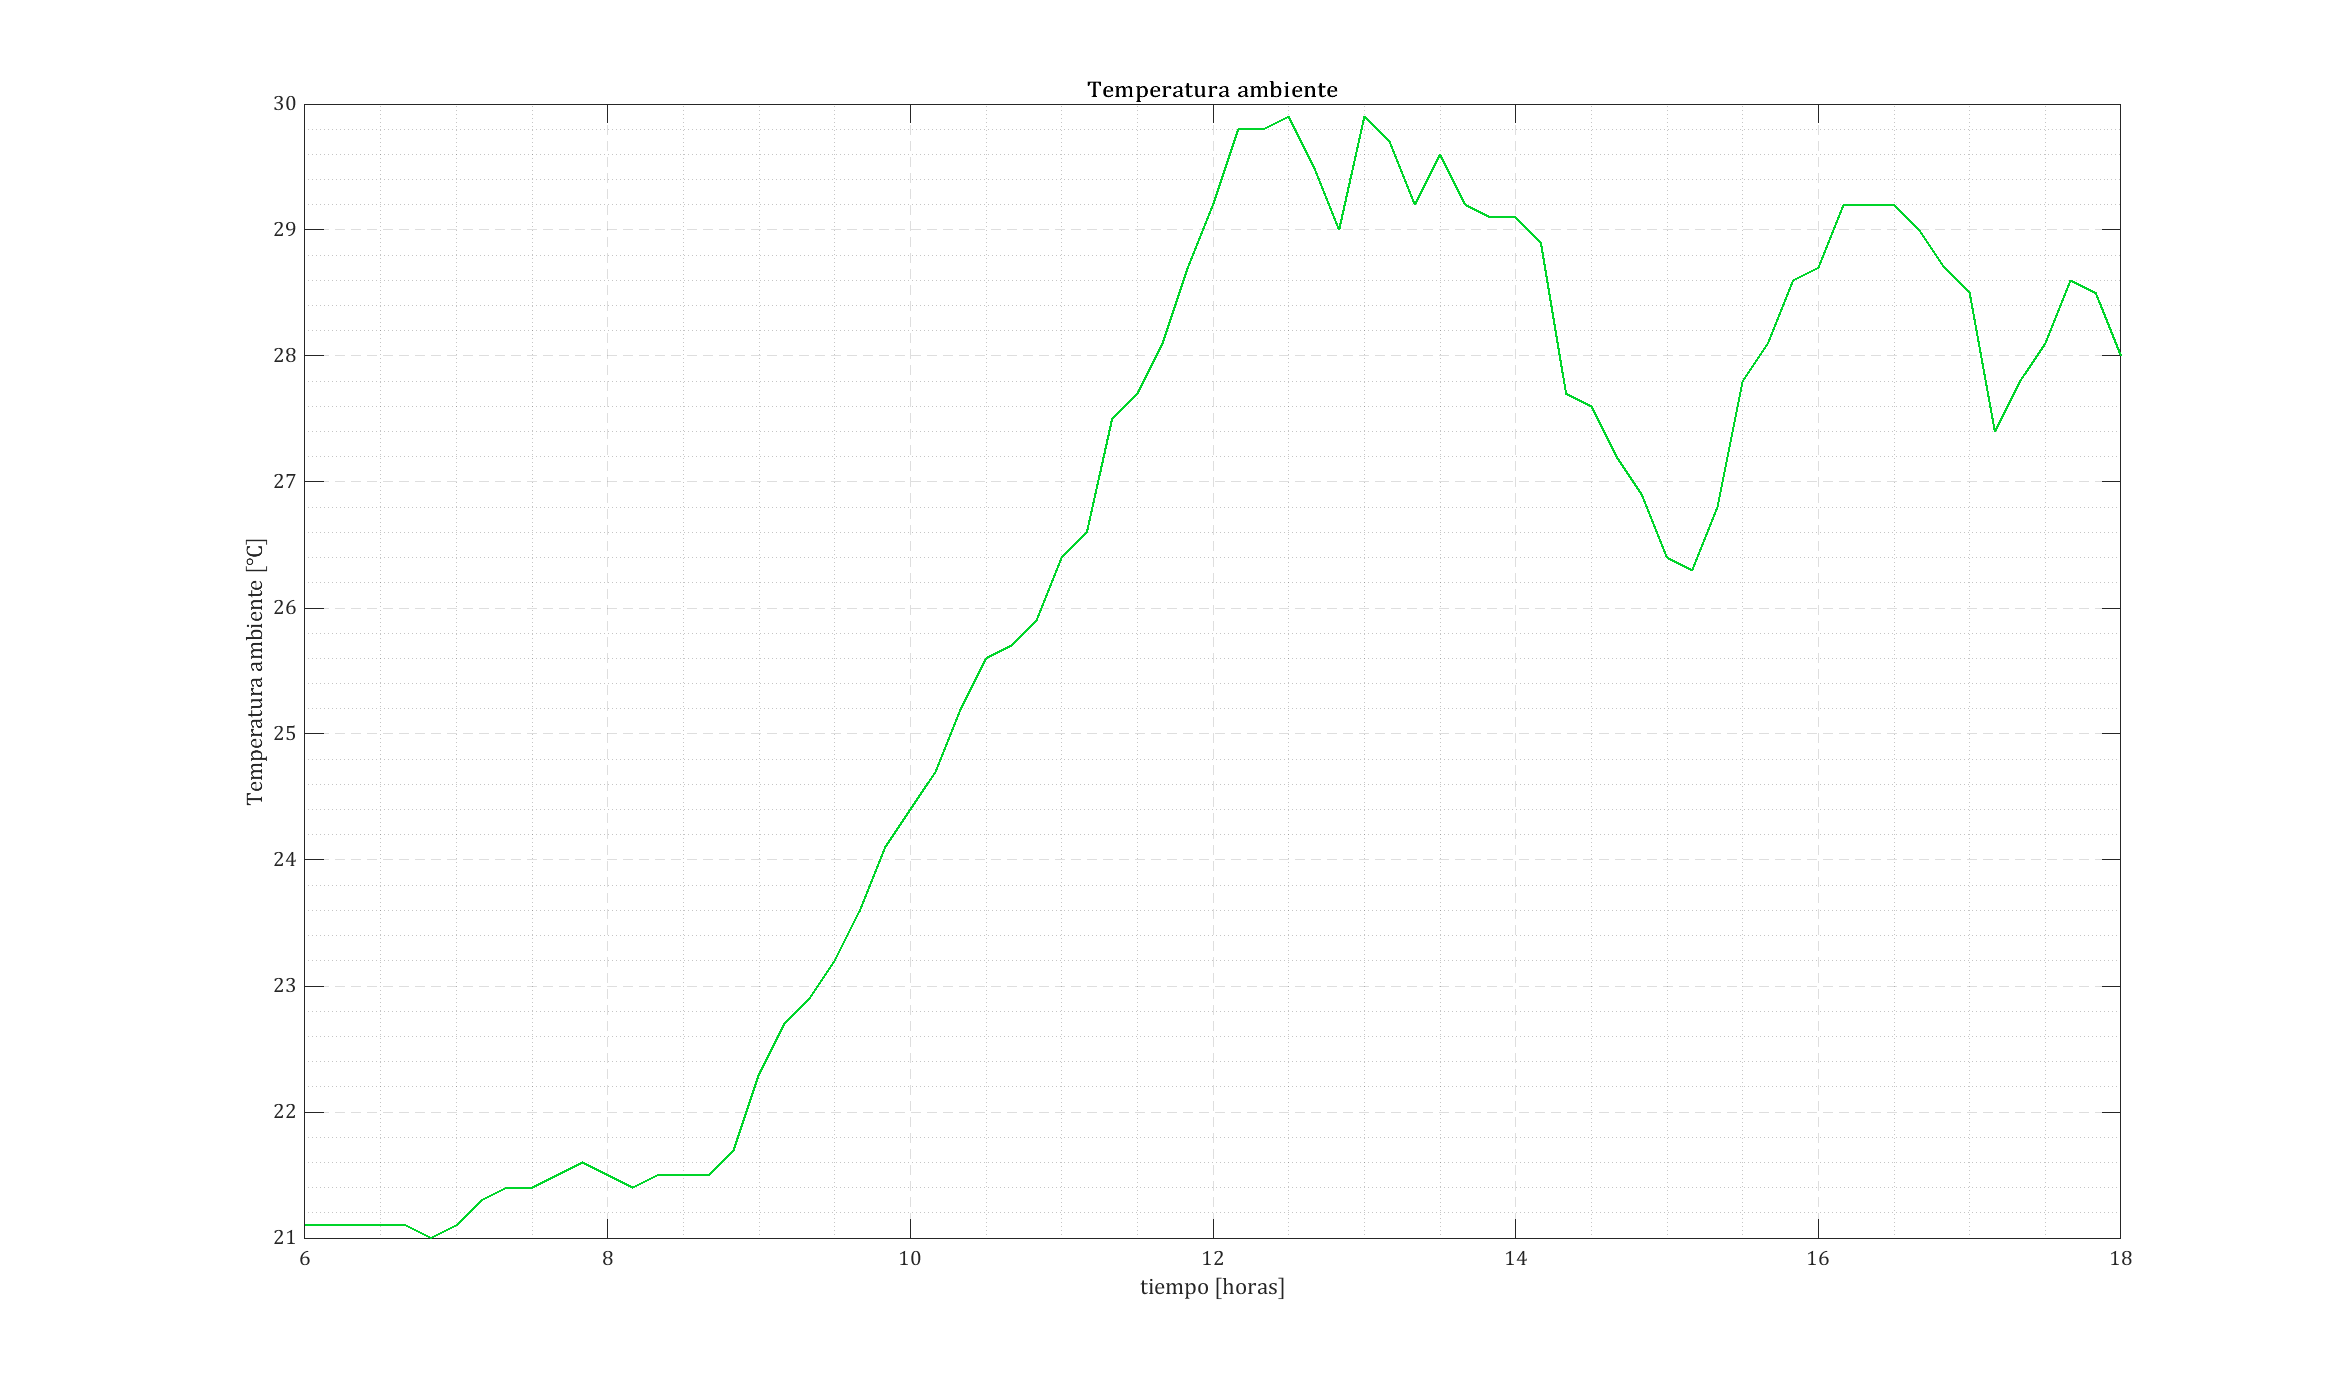 Temperatura ambiente
30
29
28
27
26
25
24
23
22
21
Temperatura ambiente [°C]
6 8 10 12 14 16 18
tiempo [horas]